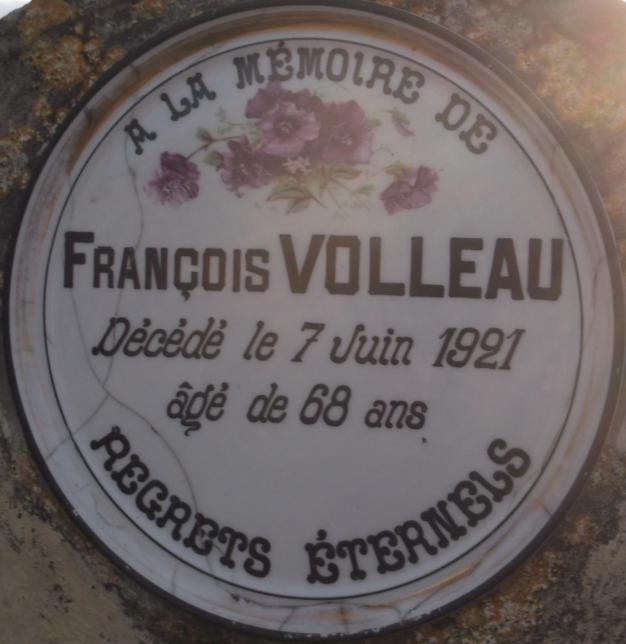 A LA MÉMOIRE DE
FRANÇOIS VOLLEAU
Décédé le 7 Juin 1921
âgé de 68 ans
REGRETS ÉTERNELS